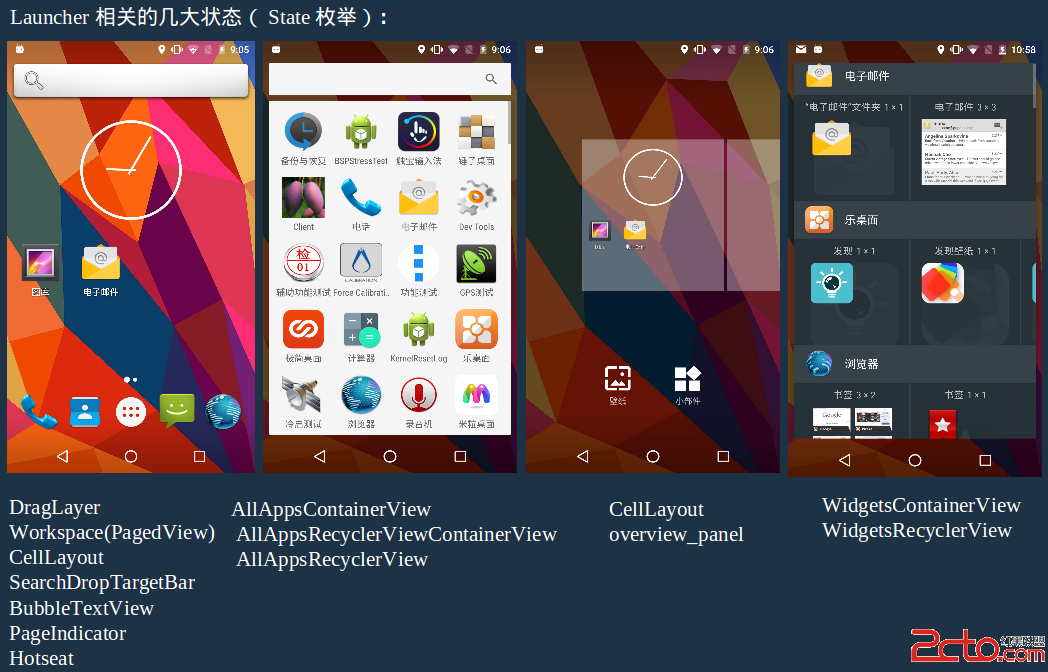 Launcher 相关的几大状态（ State 枚举）:
9:05
图库
电子邮件
9:06
备份与恢复 BSPStressTest 触宝输入法 锤子桌面
Client 电话 电子邮件 Dev Tools
辅助功能测试 Force Calibrati.. 功能测试 GPS测试
极简桌面 计算器 KernelResetLog 乐桌面
冷启测试 浏览器 录音机 米粒桌面
9:06
壁纸 小部件
10:58
电子邮件
“电子邮件”文件夹 1 × 1 电子邮件 3 × 3
乐桌面
发现 1 × 1 发现壁纸 1 × 1
浏览器
书签 3 × 2 书签 1 × 1
DragLayer
Workspace(PagedView)
CellLayout
SearchDropTargetBar
BubbleTextView
PageIndicator
Hotseat
AllAppsContainerView
AllAppsRecyclerViewContainerView
AllAppsRecyclerView
CellLayout
overview_panel
WidgetsContainerView
WidgetsRecyclerView
2cto.com